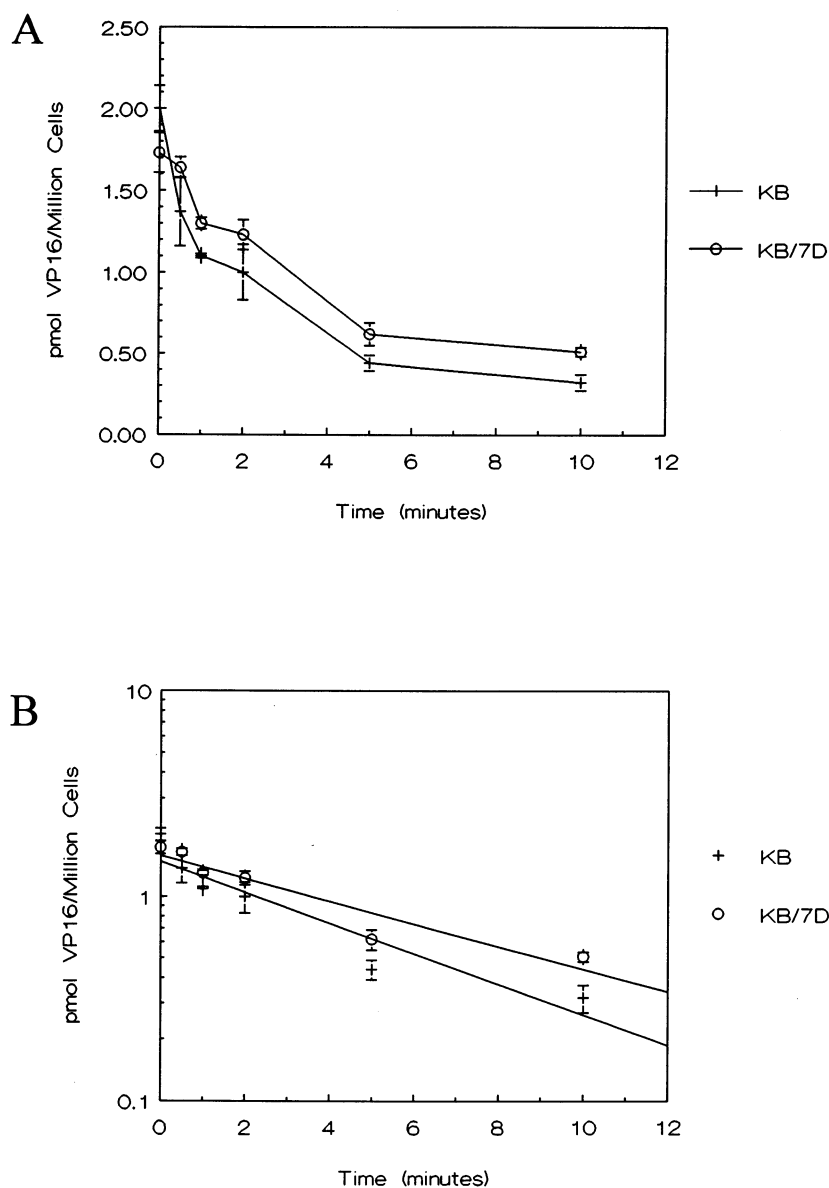 A
2.50
2.00
1.50
1.00
0.50
0.00
pmol VP16/Million Cells
0 2 4 6 8 10 12
Time (minutes)
KB
KB/7D
B
10
1
0.1
pmol VP16/Million Cells
0 2 4 6 8 10 12
Time (minutes)
KB
KB/7D